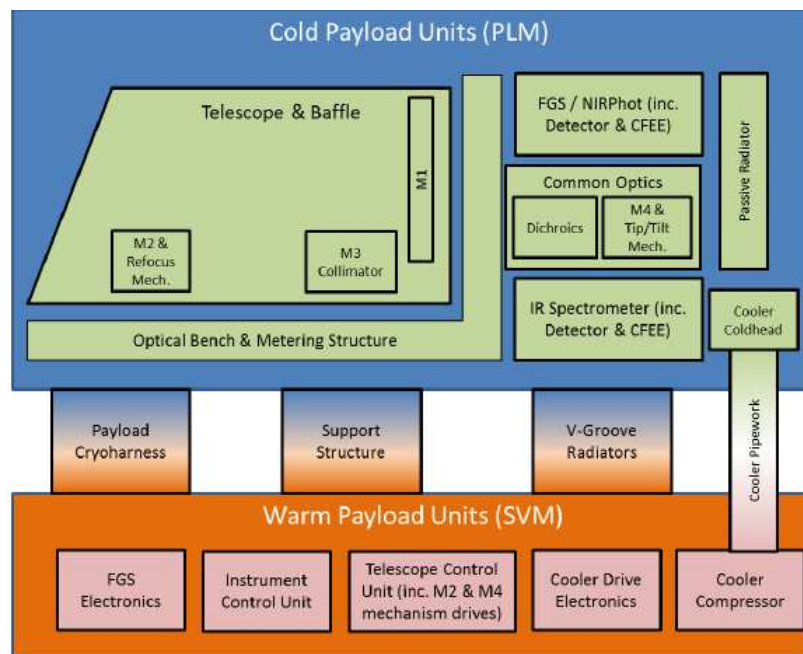 Cold Payload Units (PLM)
Telescope & Baffle
M1
M2 &
Refocus
Mech.
M3
Collimator
Optical Bench & Metering Structure
FGS / NIRPhot (inc.
Detector & CFEE)
Common Optics
Dichroics
M4 &
Tip/Tilt
Mech.
IR Spectrometer (inc.
Detector & CFEE)
Passive Radiator
Cooler
Coldhead
Payload
Cryoharness
Support
Structure
V-Groove
Radiators
Cooler Pipework
Warm Payload Units (SVM)
FGS
Electronics
Instrument
Control Unit
Telescope Control
Unit (inc. M2 & M4
mechanism drives)
Cooler Drive
Electronics
Cooler
Compressor